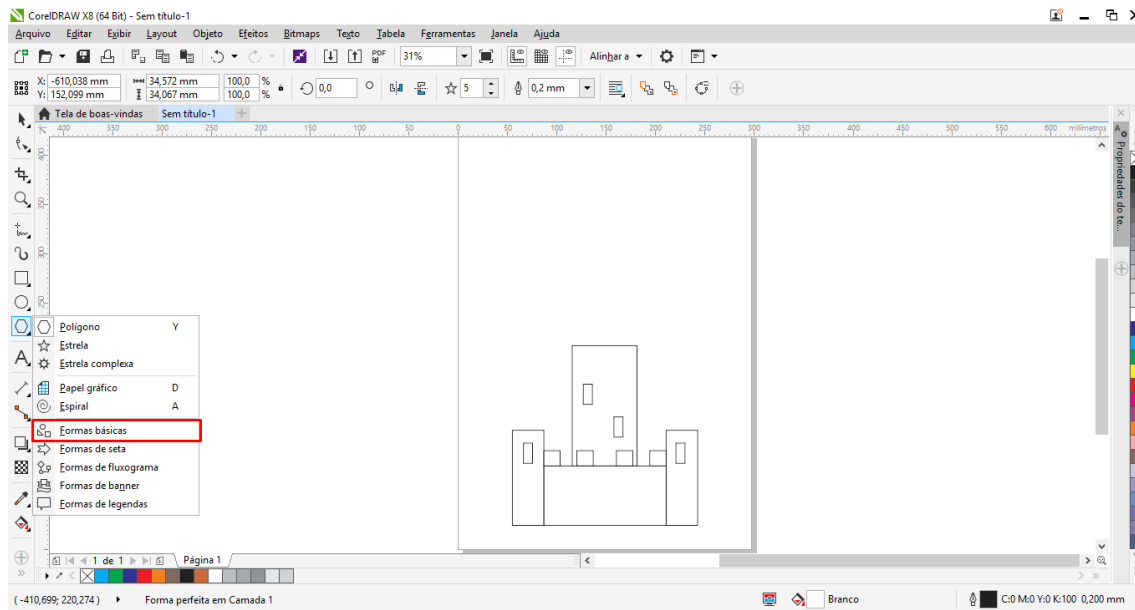 CorelDRAW X8 (64 Bit) - Sem título-1
Arquivo Editar Exibir Layout Objeto Efeitos Bitmaps Texto Tabela Ferramentas Janela Ajuda
PDF 31% Alinhar a
X: -610,038 mm 34,572 mm 100,0 % 0,0 5 0,2 mm
Y: 152,099 mm 34,067 mm 100,0 %
Tela de boas-vindas Sem título-1
400 350 300 250 200 150 100 50 0 50 100 150 200 250 300 350 400 450 500 550 600 milímetros
400
350
300
250
Propriedades do te...
Polígono Y
Estrela
Estrela complexa
Papel gráfico D
Espiral A
Formas básicas
Formas de seta
Formas de fluxograma
Formas de banner
Formas de legendas
1 de 1 Página 1
( -410,699; 220,274 ) Forma perfeita em Camada 1 Branco C:0 M:0 Y:0 K:100 0,200 mm